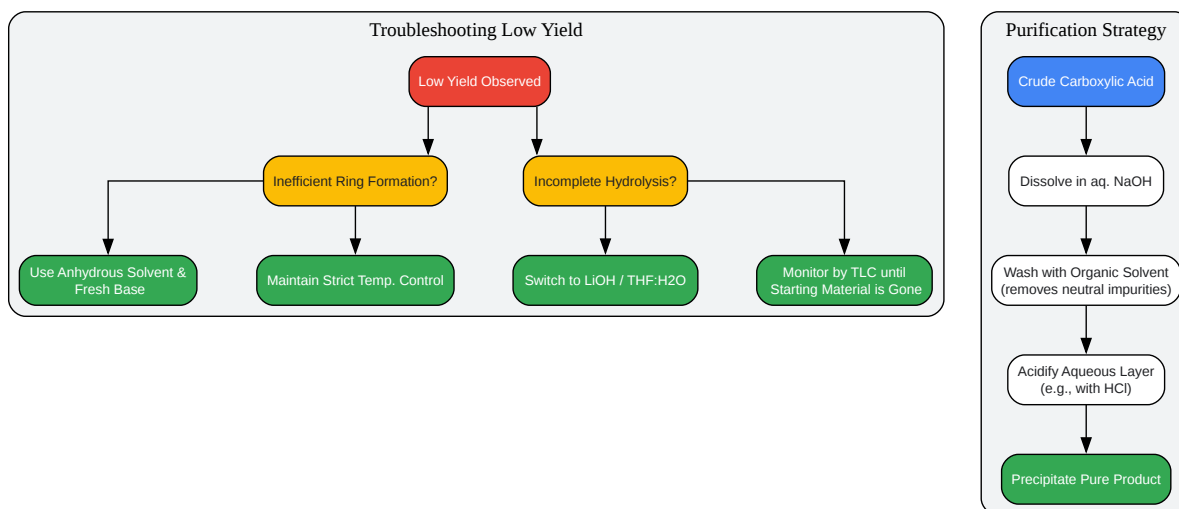 Troubleshooting Low Yield
Low Yield Observed
Inefficient Ring Formation?
Incomplete Hydrolysis?
Use Anhydrous Solvent &
Fresh Base
Maintain Strict Temp. Control
Switch to LiOH / THF:H2O
Monitor by TLC until
Starting Material is Gone
Purification Strategy
Crude Carboxylic Acid
Dissolve in aq. NaOH
Wash with Organic Solvent
(removes neutral impurities)
Acidify Aqueous Layer
(e.g., with HCl)
Precipitate Pure Product